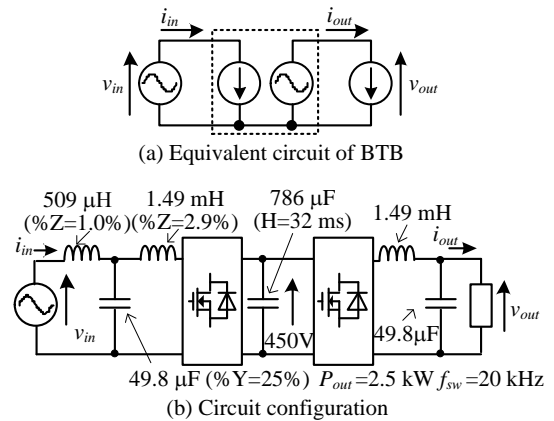 i_in i_out
v_in v_out
(a) Equivalent circuit of BTB
509 μH 1.49 mH 786 μF 1.49 mH
(%Z=1.0%) (%Z=2.9%) (H=32 ms)
i_in i_out
v_in 450V 49.8μF v_out
49.8 μF (%Y=25%) P_out =2.5 kW f_sw =20 kHz
(b) Circuit configuration